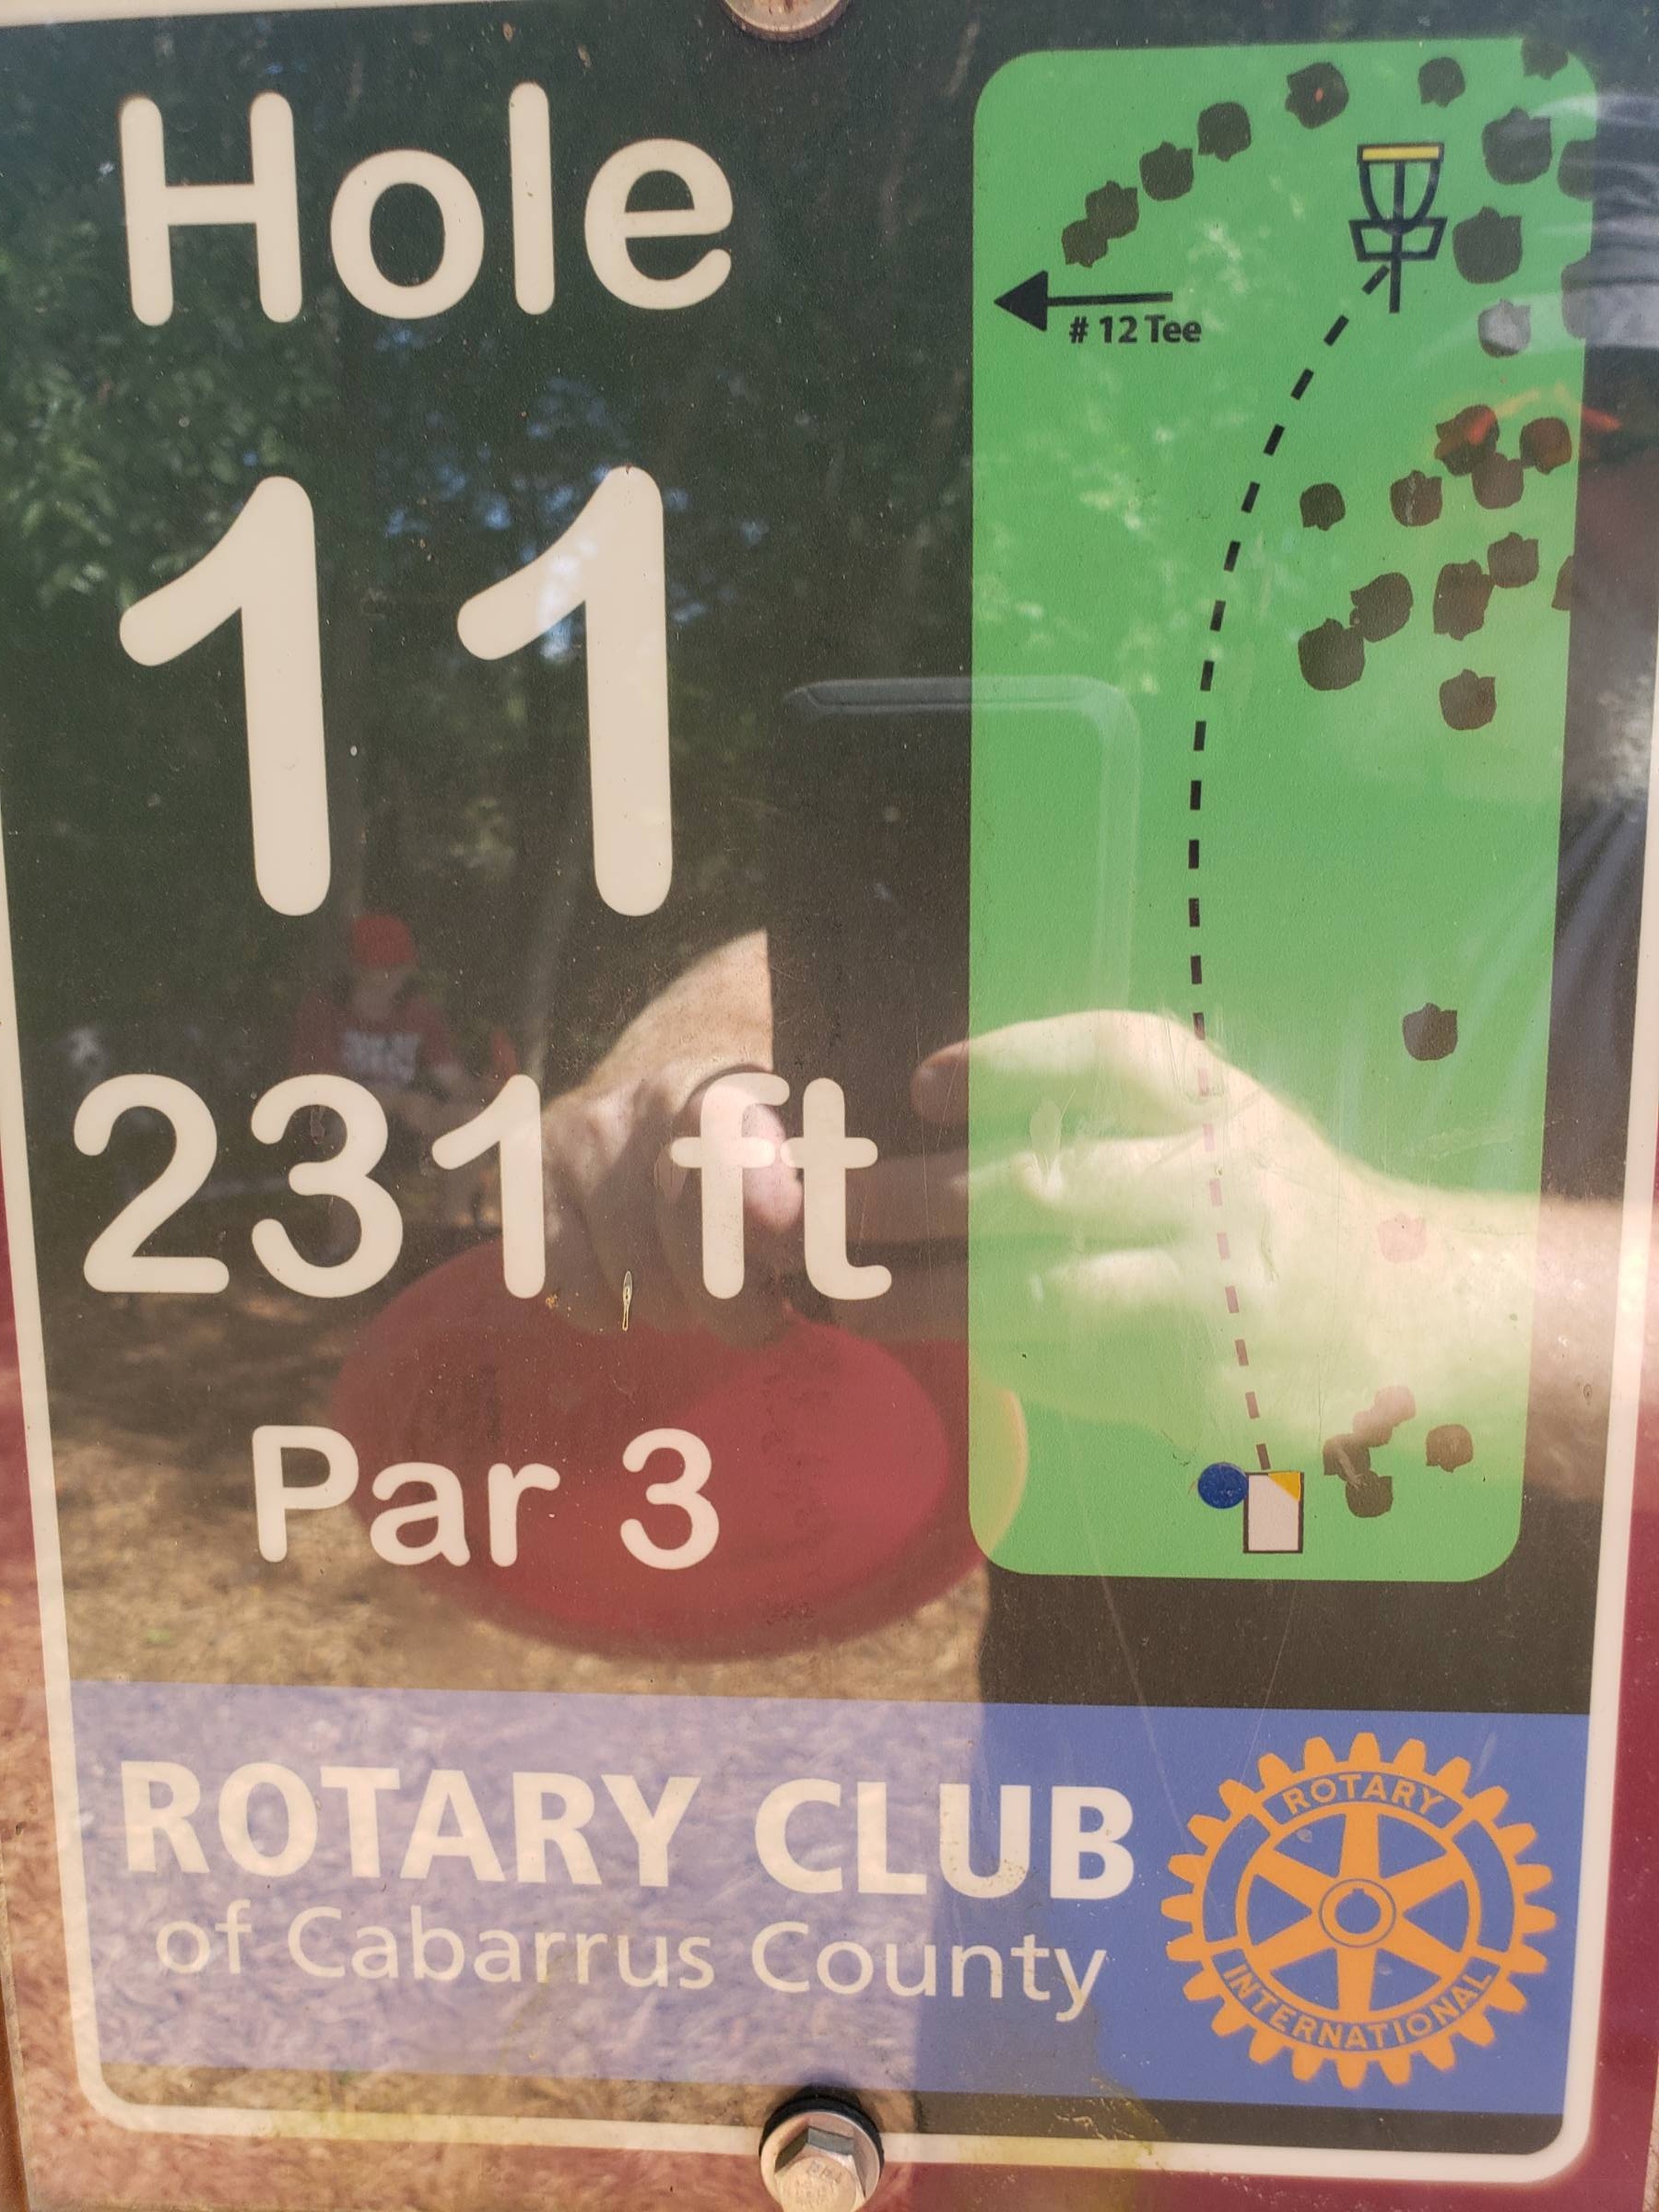 Hole
11
231 ft
Par 3
# 12 Tee
ROTARY CLUB
of Cabarrus County
ROTARY
INTERNATIONAL